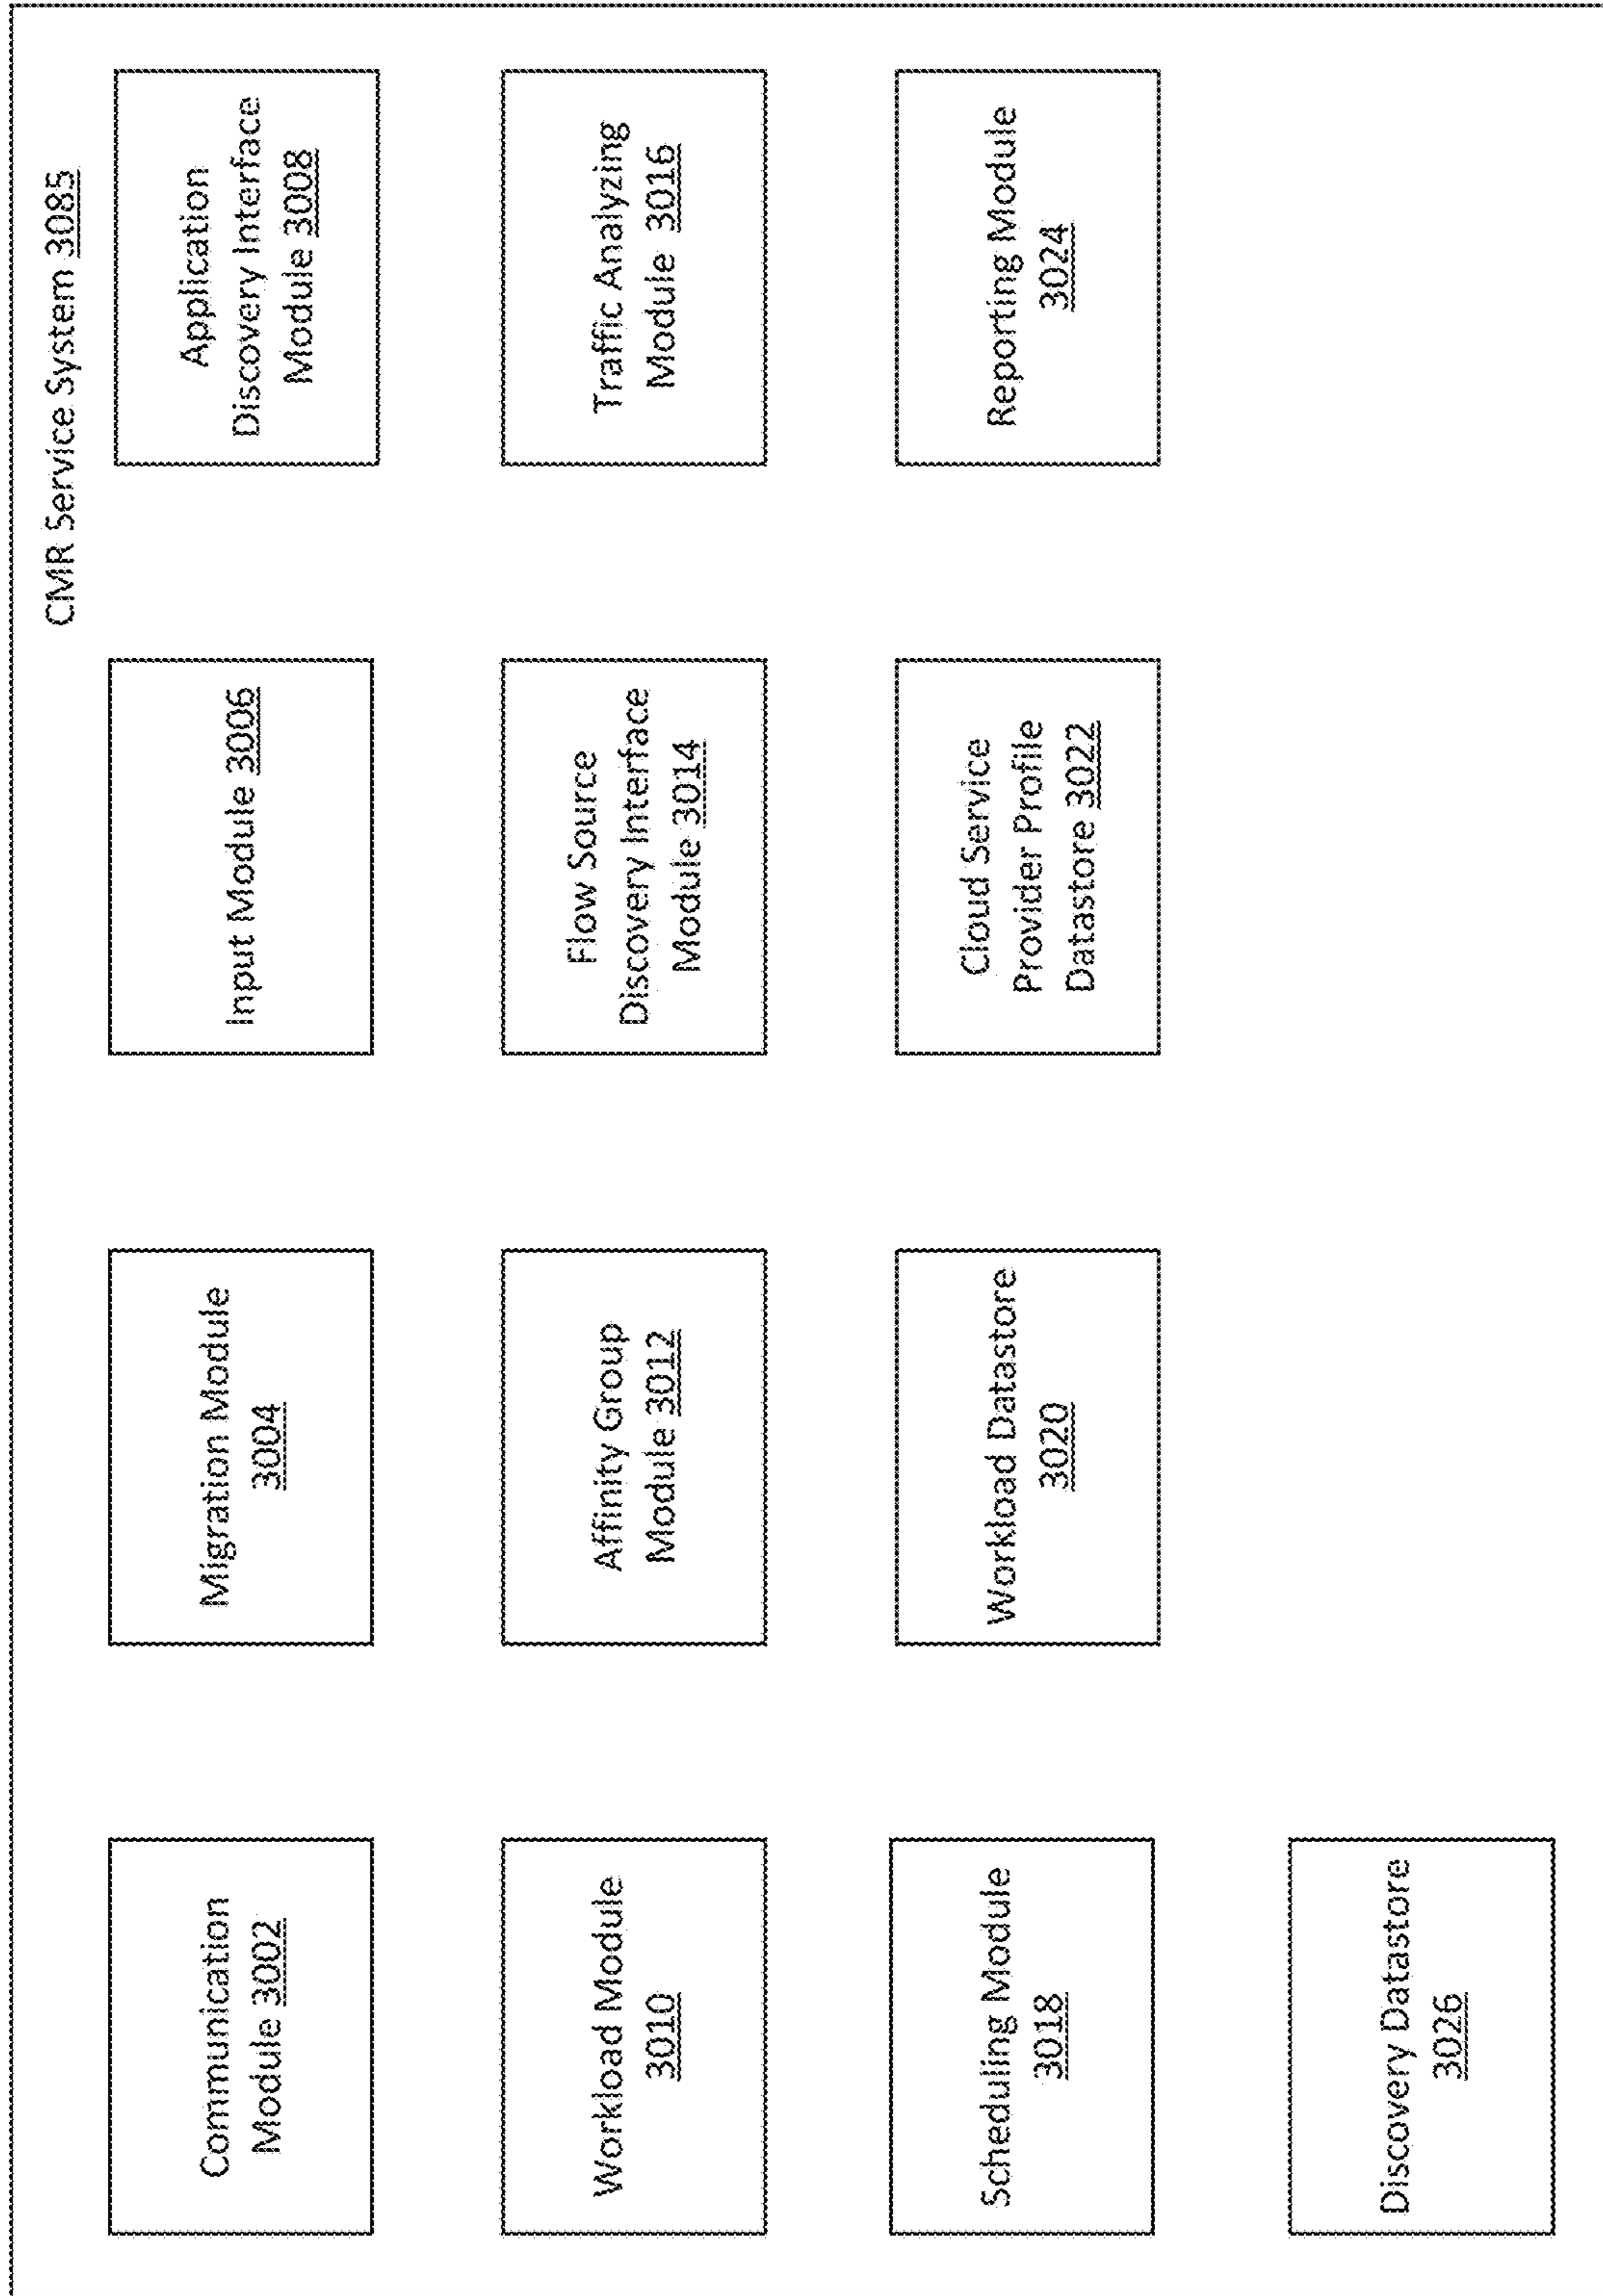 CMR Service System 3085
Communication
Module 3002
Migration Module
3004
Input Module 3006
Application
Discovery Interface
Module 3008
Workload Module
3010
Affinity Group
Module 3012
Flow Source
Discovery Interface
Module 3014
Traffic Analyzing
Module 3016
Scheduling Module
3018
Workload Datastore
3020
Cloud Service
Provider Profile
Datastore 3022
Reporting Module
3024
Discovery Datastore
3026